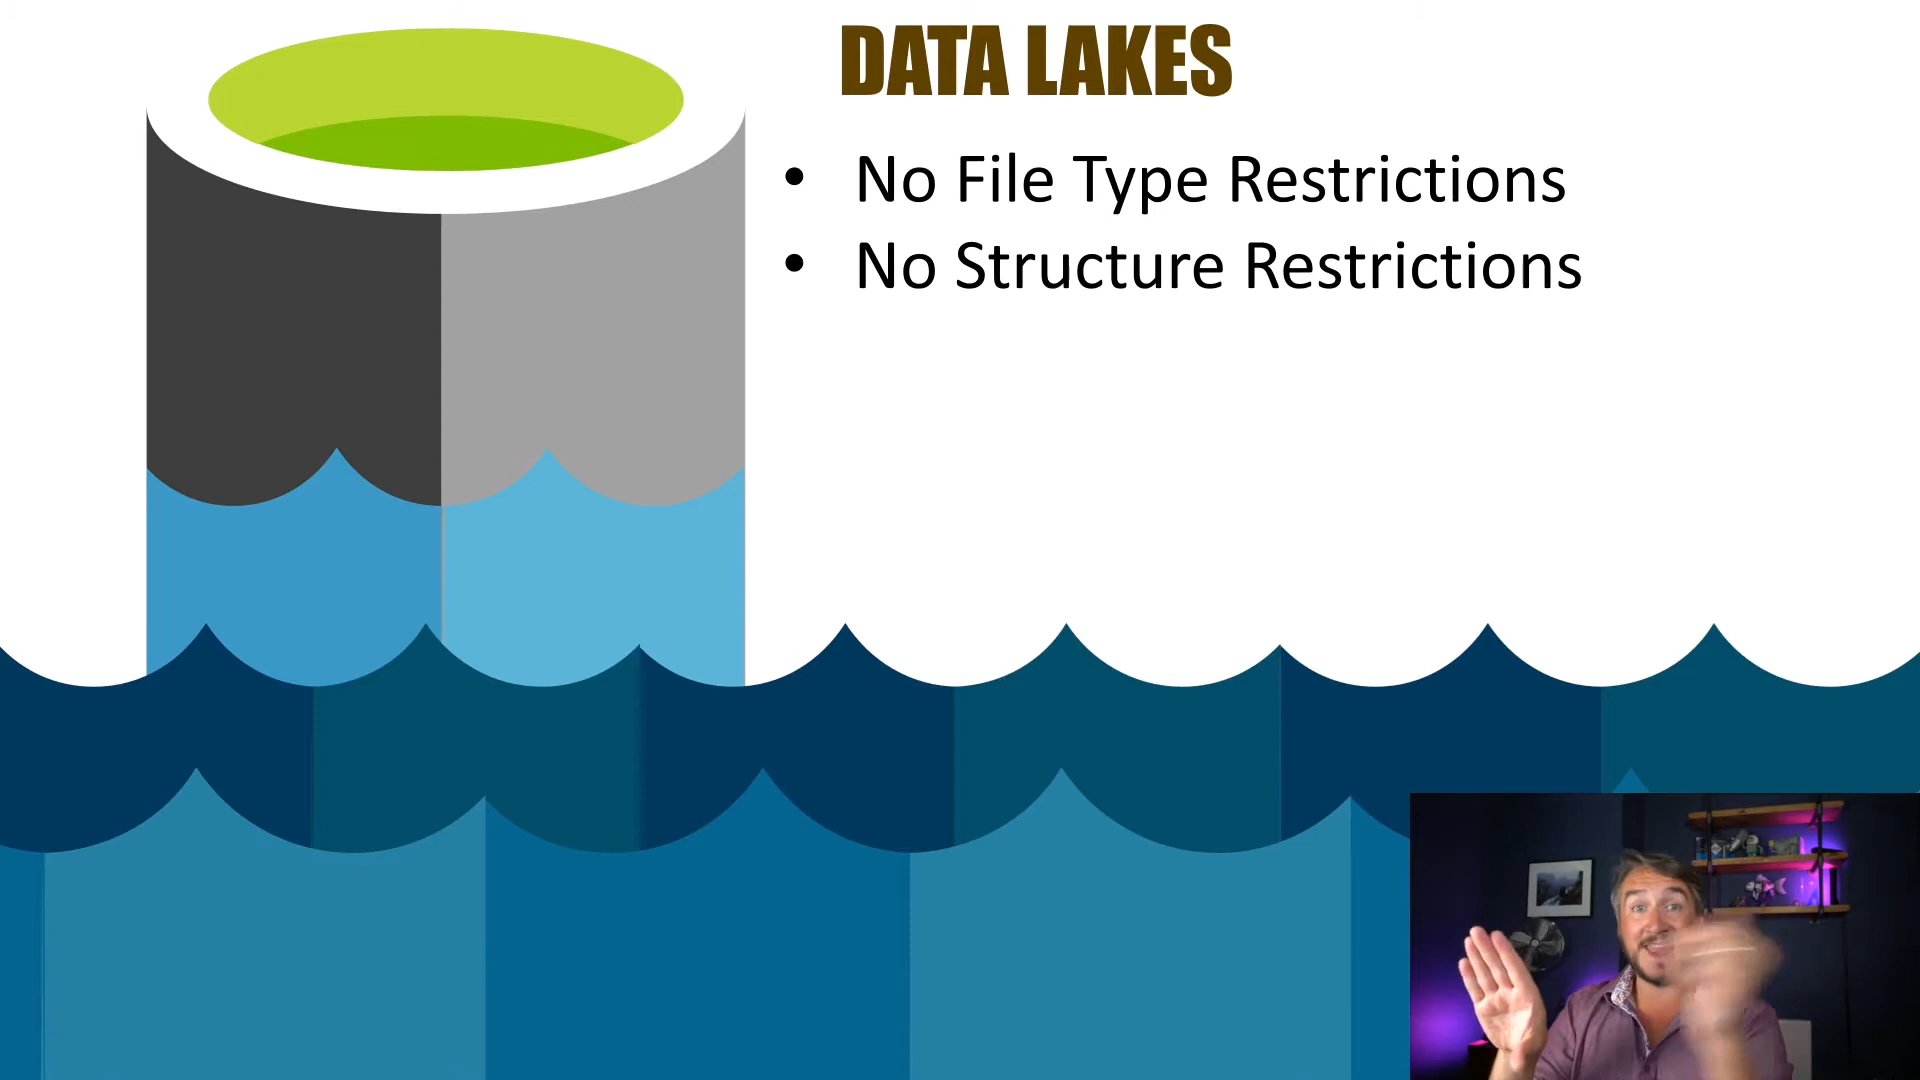 DATA LAKES
• No File Type Restrictions
• No Structure Restrictions